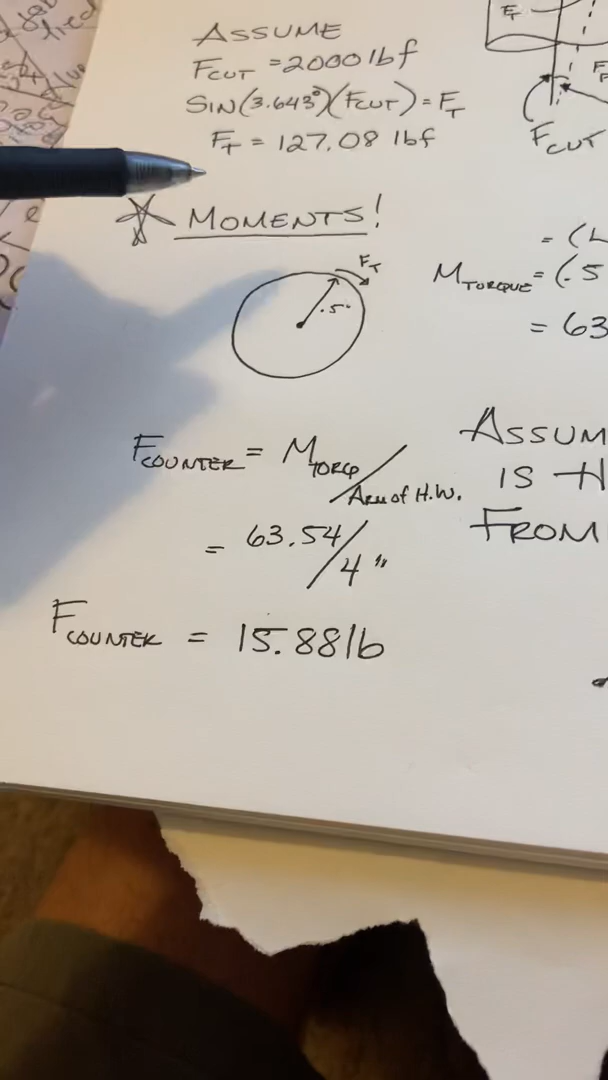 ASSUME
FCUT = 2000 lbf
SIN(3.643°)(FCUT) = FT
FT = 127.08 lbf
FT
FCUT
MOMENTS!
FT
.5"
= (L
MTORQUE = (.5
= 63
FCOUNTER = MTORQ / ARM of H.W.
= 63.54 / 4"
FCOUNTER = 15.88 lb
ASSUM
IS H
FROM